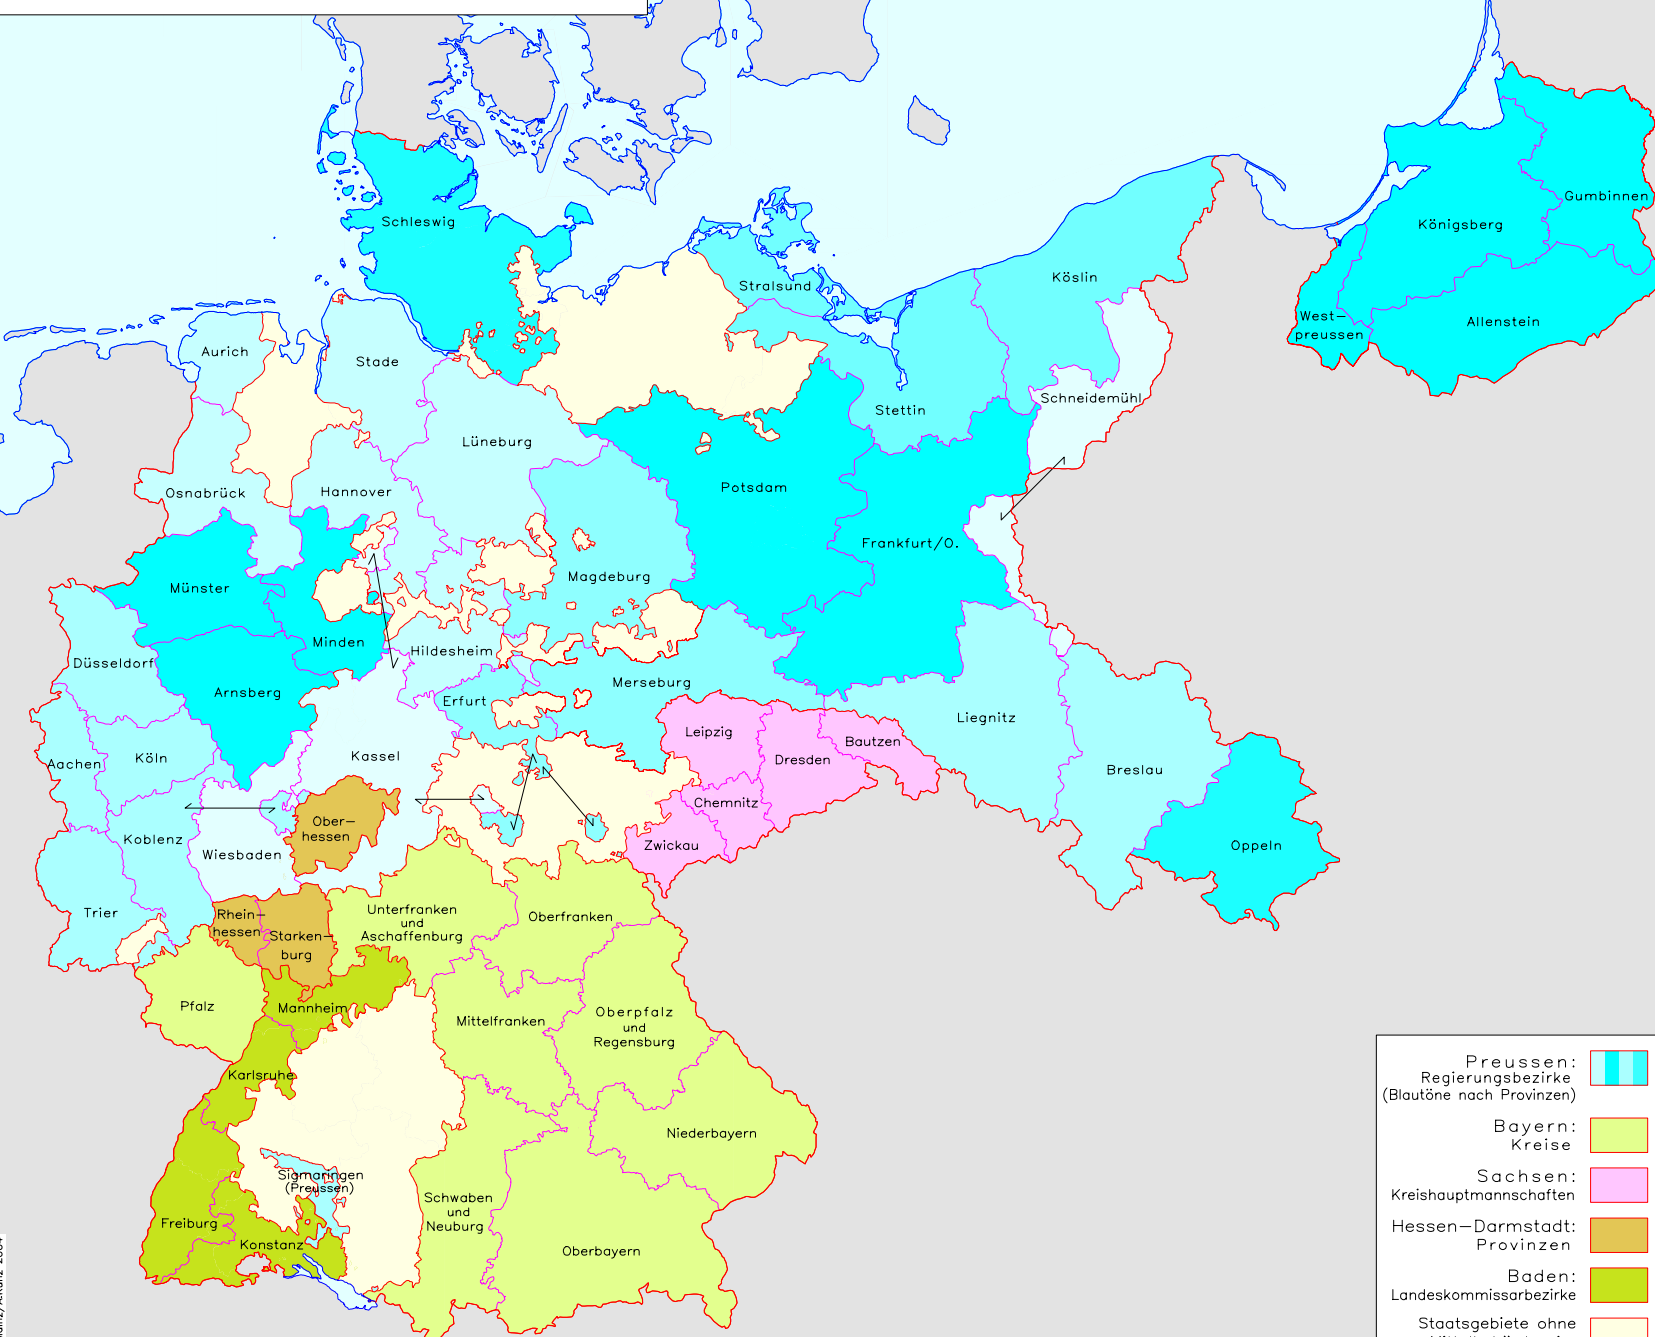 Schleswig
Gumbinnen
Königsberg
Köslin
Stralsund
West-
preussen
Allenstein
Aurich
Stade
Schneidemühl
Stettin
Lüneburg
Osnabrück
Hannover
Potsdam
Frankfurt/O.
Magdeburg
Münster
Minden
Hildesheim
Düsseldorf
Arnsberg
Merseburg
Erfurt
Liegnitz
Leipzig
Bautzen
Kassel
Köln
Aachen
Dresden
Breslau
Chemnitz
Ober-
hessen
Koblenz
Wiesbaden
Zwickau
Oppeln
Trier
Rhein-
hessen
Starken-
burg
Unterfranken
und
Aschaffenburg
Oberfranken
Pfalz
Mannheim
Mittelfranken
Oberpfalz
und
Regensburg
Karlsruhe
Niederbayern
Sigmaringen
(Preussen)
Schwaben
und
Neuburg
Freiburg
Konstanz
Oberbayern
Preussen:
Regierungsbezirke
(Blautöne nach Provinzen)
Bayern:
Kreise
Sachsen:
Kreishauptmannschaften
Hessen-Darmstadt:
Provinzen
Baden:
Landeskommissarbezirke
Staatsgebiete ohne